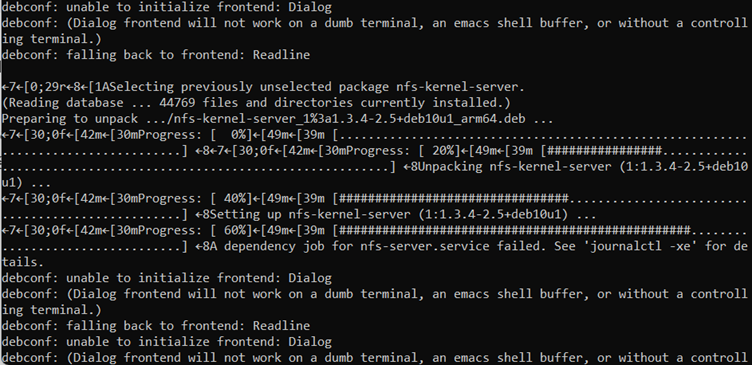 debconf: unable to initialize frontend: Dialog
debconf: (Dialog frontend will not work on a dumb terminal, an emacs shell buffer, or without a controll
ing terminal.)
debconf: falling back to frontend: Readline

←7←[0;29r←8←[1ASelecting previously unselected package nfs-kernel-server.
(Reading database ... 44769 files and directories currently installed.)
Preparing to unpack .../nfs-kernel-server_1%3a1.3.4-2.5+deb10u1_arm64.deb ...
←7←[30;0f←[42m←[30mProgress: [  0%]←[49m←[39m [..........................................................
..........................] ←8←7←[30;0f←[42m←[30mProgress: [ 20%]←[49m←[39m [################.............
......................................................] ←8Unpacking nfs-kernel-server (1:1.3.4-2.5+deb10
u1) ...
←7←[30;0f←[42m←[30mProgress: [ 40%]←[49m←[39m [#################################.........................
..........................] ←8Setting up nfs-kernel-server (1:1.3.4-2.5+deb10u1) ...
←7←[30;0f←[42m←[30mProgress: [ 60%]←[49m←[39m [##################################################........
..........................] ←8A dependency job for nfs-server.service failed. See 'journalctl -xe' for de
tails.
debconf: unable to initialize frontend: Dialog
debconf: (Dialog frontend will not work on a dumb terminal, an emacs shell buffer, or without a controll
ing terminal.)
debconf: falling back to frontend: Readline
debconf: unable to initialize frontend: Dialog
debconf: (Dialog frontend will not work on a dumb terminal, an emacs shell buffer, or without a controll